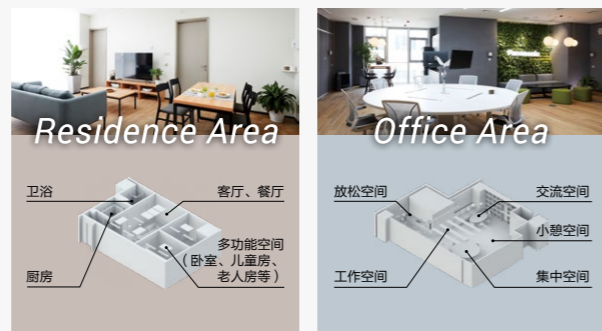 Residence Area
卫浴
客厅、餐厅
多功能空间
（卧室、儿童房、
老人房等）
厨房
Office Area
放松空间
交流空间
小憩空间
工作空间
集中空间